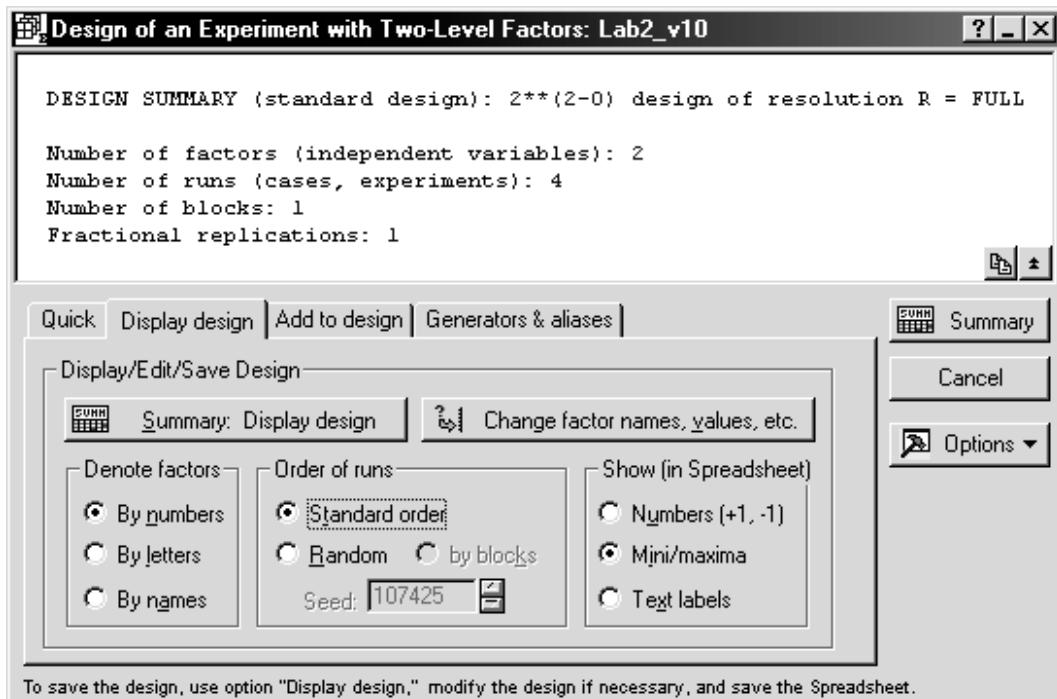 Design of an Experiment with Two-Level Factors: Lab2_v10
DESIGN SUMMARY (standard design): 2**(2-0) design of resolution R = FULL
Number of factors (independent variables): 2
Number of runs (cases, experiments): 4
Number of blocks: 1
Fractional replications: 1
Quick Display design Add to design Generators & aliases
Summary
Cancel
Options
Display/Edit/Save Design
Summary: Display design
Change factor names, values, etc.
Denote factors
By numbers
By letters
By names
Order of runs
Standard order
Random by blocks
Seed: 107425
Show (in Spreadsheet)
Numbers (+1, -1)
Mini/maxima
Text labels
To save the design, use option "Display design," modify the design if necessary, and save the Spreadsheet.